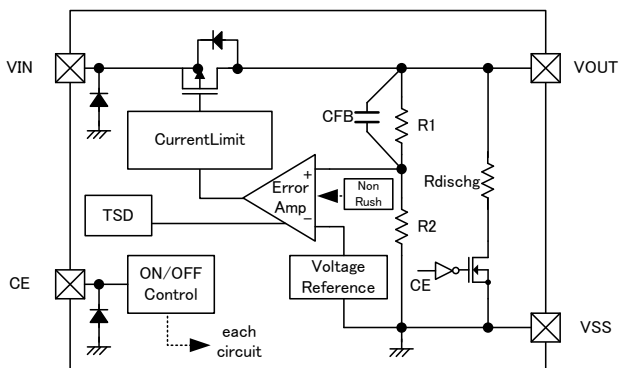 VIN
VOUT
CurrentLimit
CFB
R1
Rdischg
Error
Amp
+
−
Non
Rush
TSD
R2
CE
ON/OFF
Control
Voltage
Reference
CE
each
circuit
VSS